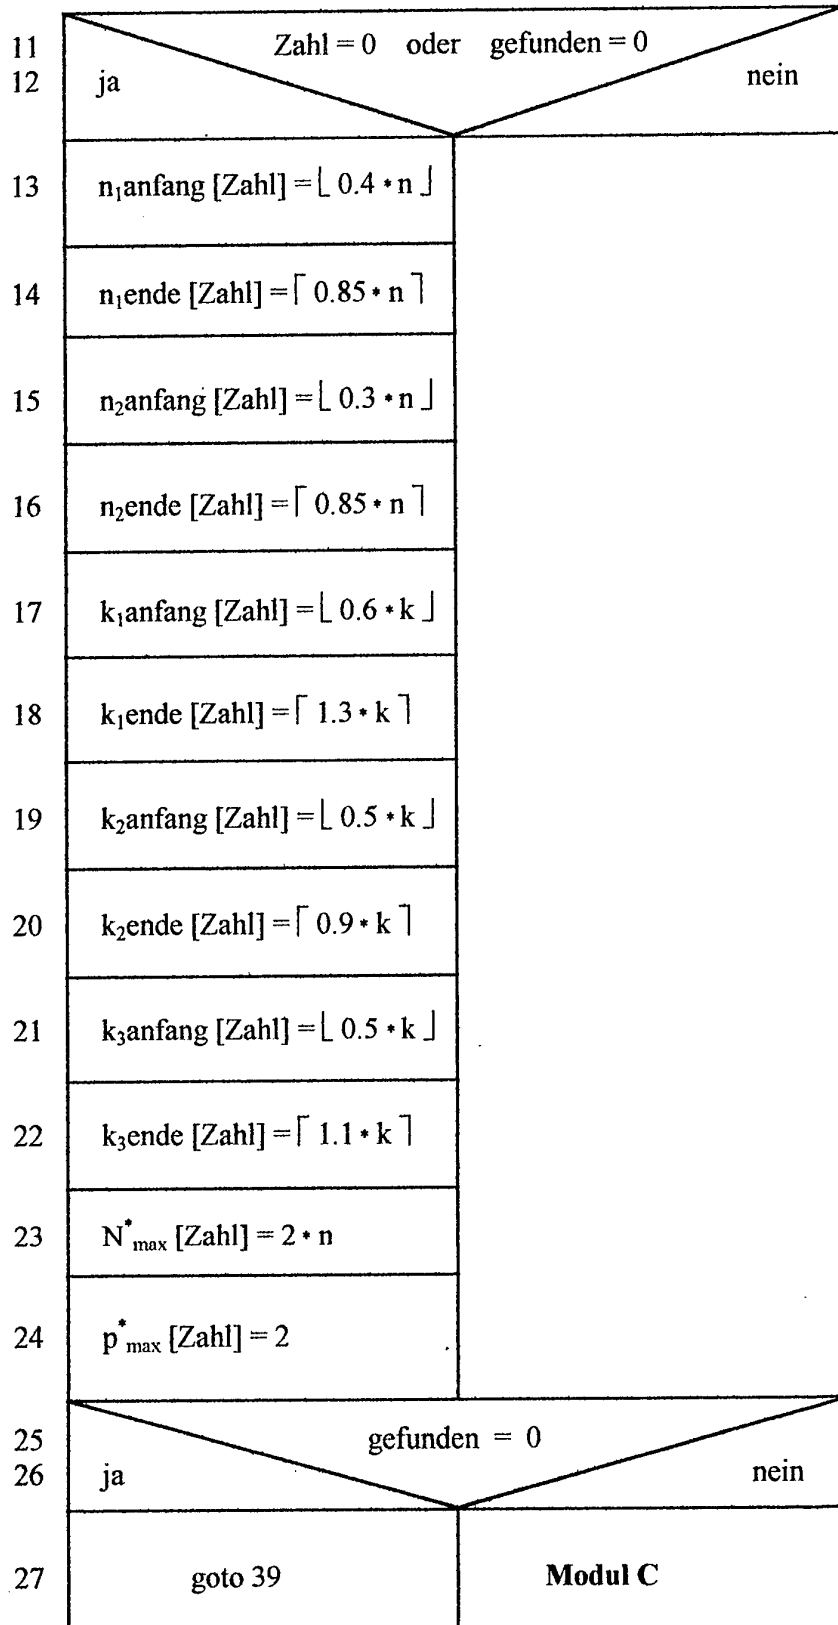 11 Zahl = 0 oder gefunden = 0
12 ja nein
13 n₁anfang [Zahl] = ⌊ 0.4 * n ⌋
14 n₁ende [Zahl] = ⌈ 0.85 * n ⌉
15 n₂anfang [Zahl] = ⌊ 0.3 * n ⌋
16 n₂ende [Zahl] = ⌈ 0.85 * n ⌉
17 k₁anfang [Zahl] = ⌊ 0.6 * k ⌋
18 k₁ende [Zahl] = ⌈ 1.3 * k ⌉
19 k₂anfang [Zahl] = ⌊ 0.5 * k ⌋
20 k₂ende [Zahl] = ⌈ 0.9 * k ⌉
21 k₃anfang [Zahl] = ⌊ 0.5 * k ⌋
22 k₃ende [Zahl] = ⌈ 1.1 * k ⌉
23 N*max [Zahl] = 2 * n
24 p*max [Zahl] = 2
25 gefunden = 0
26 ja nein
27 goto 39 Modul C